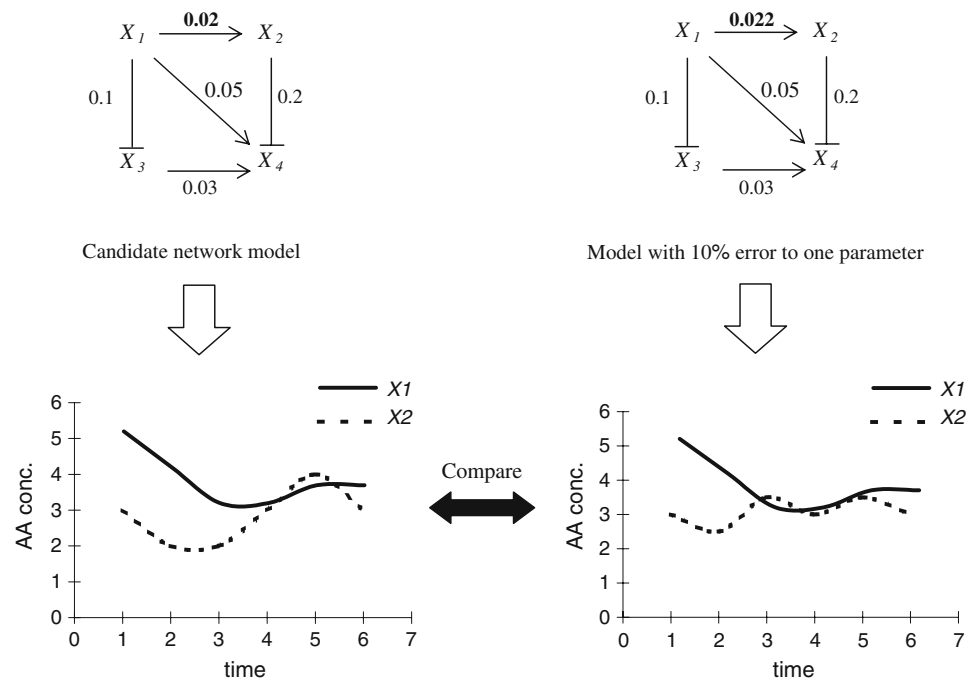 0.02
X1 X2
0.1 0.05 0.2
X3 X4
0.03
Candidate network model
0.022
X1 X2
0.1 0.05 0.2
X3 X4
0.03
Model with 10% error to one parameter
X1
X2
AA conc.
6
5
4
3
2
1
0
0 1 2 3 4 5 6 7
time
Compare
X1
X2
AA conc.
6
5
4
3
2
1
0
0 1 2 3 4 5 6 7
time